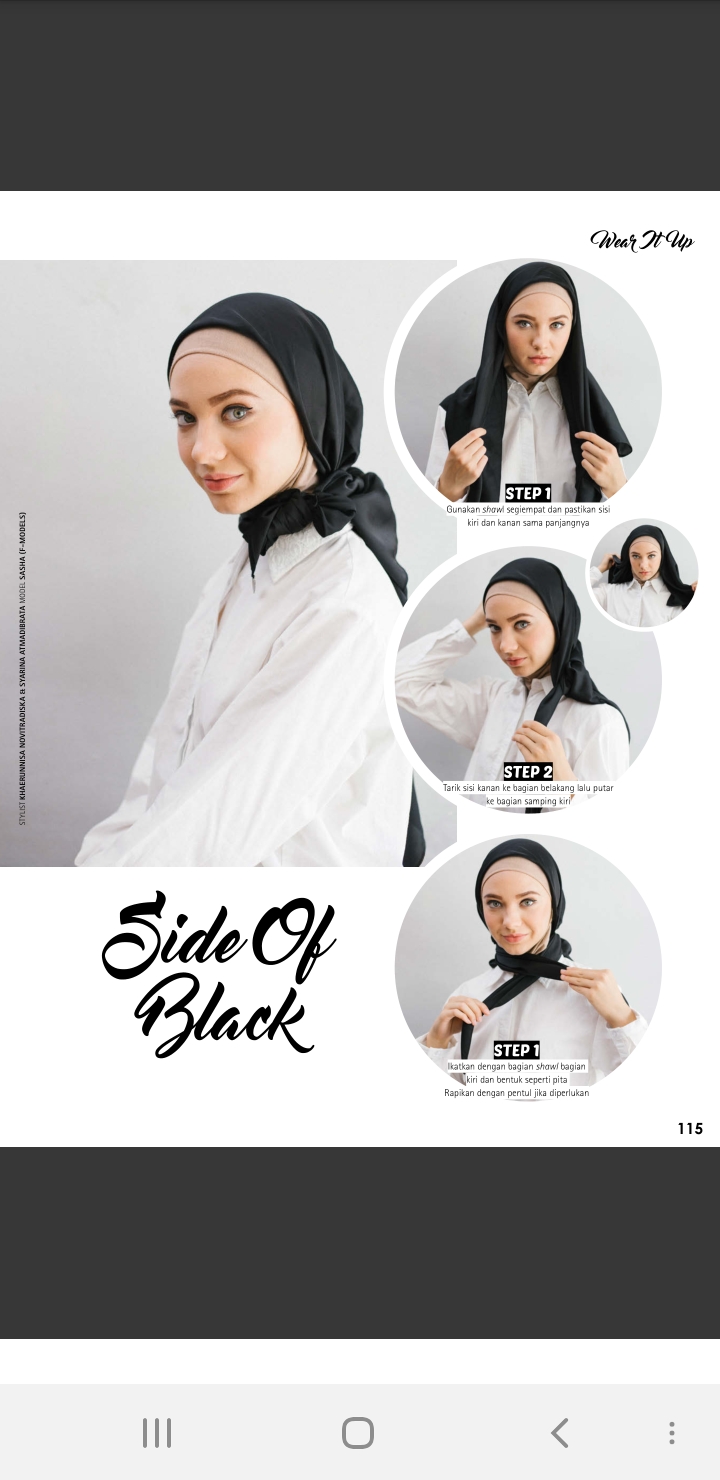 Wear It Up
STYLIST KHAERUNNISA NOVITRADISKA & SYARINA ATMADIBRATA MODEL SASHA (F-MODELS)
STEP 1
Gunakan shawl segiempat dan pastikan sisi
kiri dan kanan sama panjangnya
STEP 2
Tarik sisi kanan ke bagian belakang lalu putar
ke bagian samping kiri
STEP 1
Ikatkan dengan bagian shawl bagian
kiri dan bentuk seperti pita
Rapikan dengan pentul jika diperlukan
Side Of
Black
115